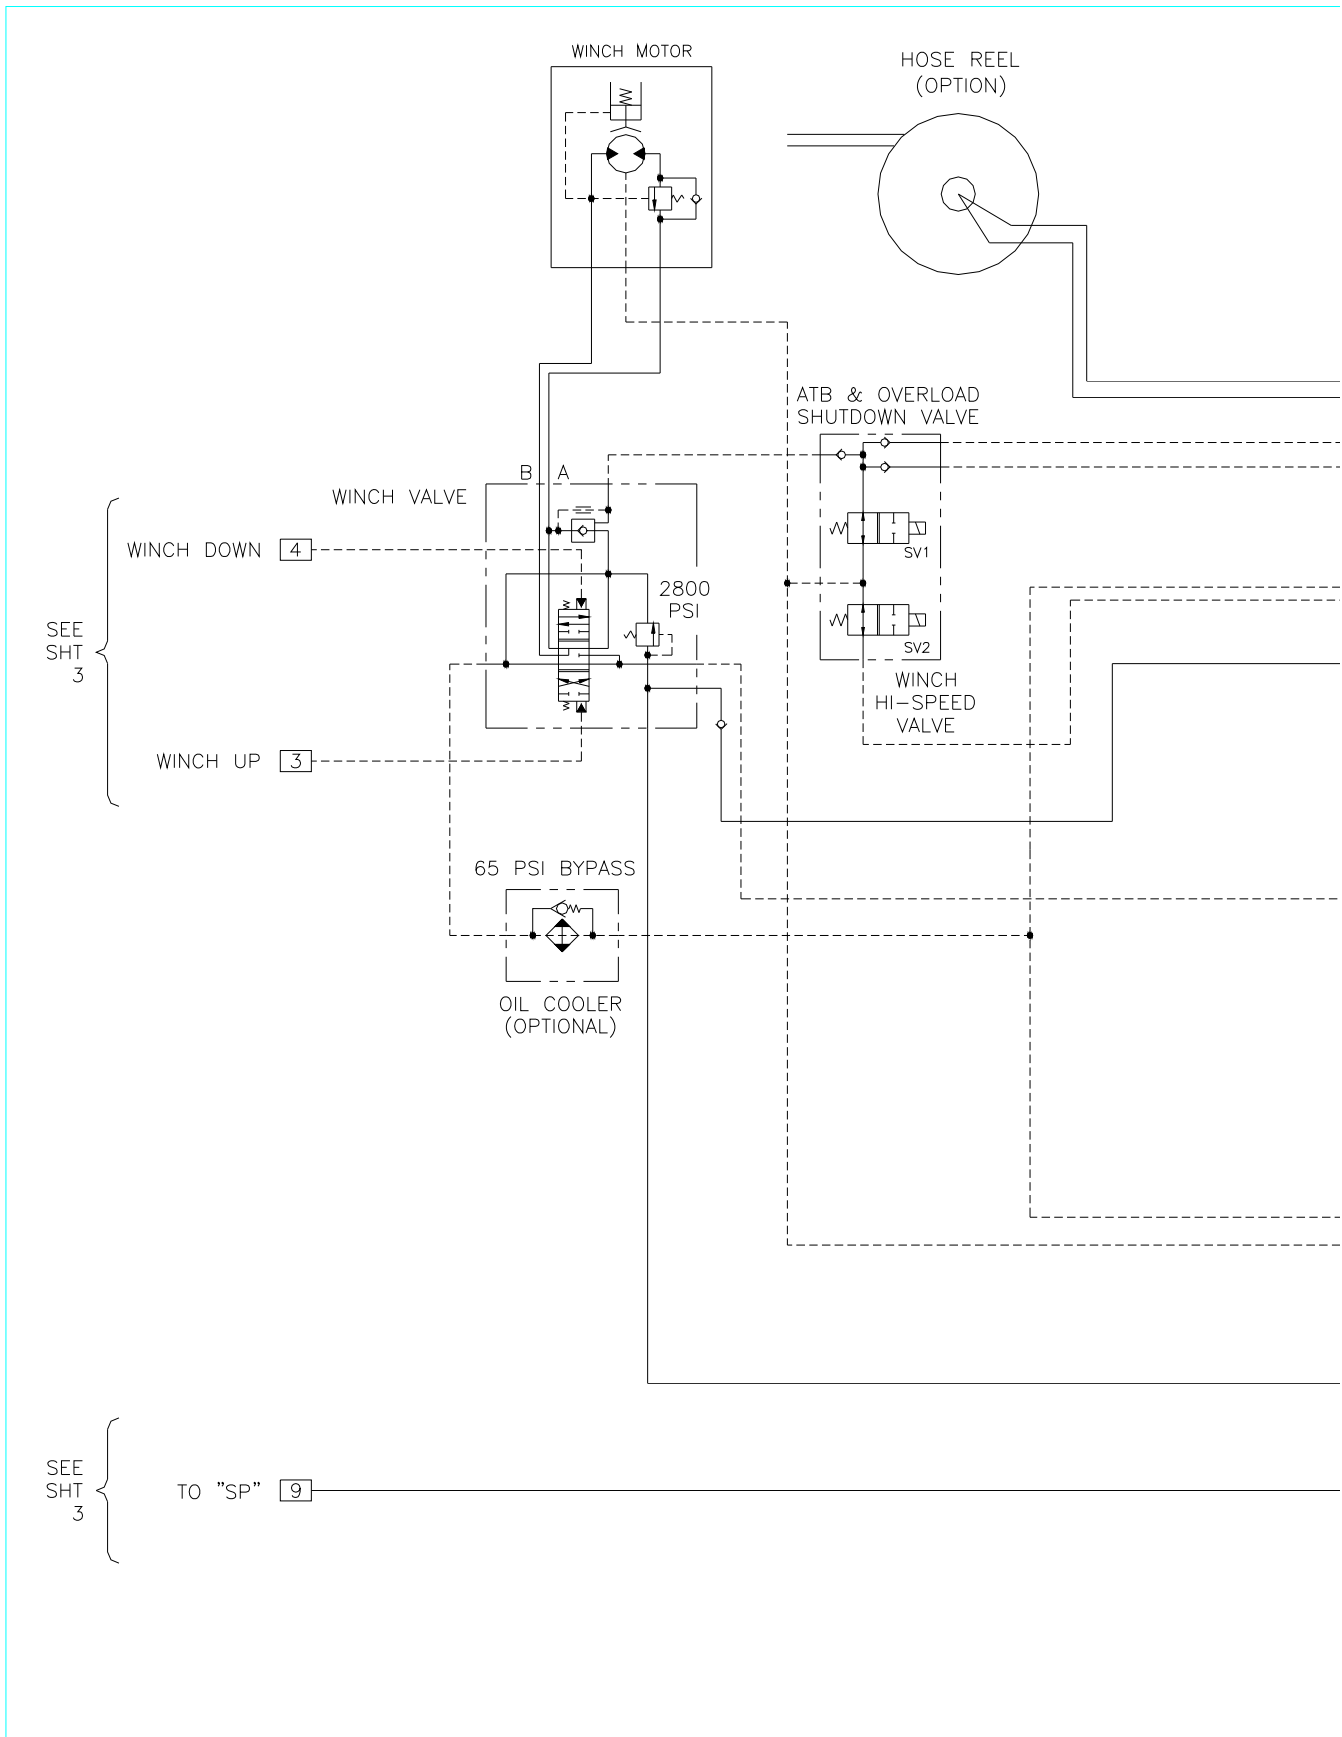 WINCH MOTOR
HOSE REEL
(OPTION)
ATB & OVERLOAD
SHUTDOWN VALVE
B A
WINCH VALVE
WINCH DOWN 4
SV1
2800
PSI
SEE
SHT
3
SV2
WINCH
HI-SPEED
VALVE
WINCH UP 3
65 PSI BYPASS
OIL COOLER
(OPTIONAL)
SEE
SHT
3
TO "SP" 9